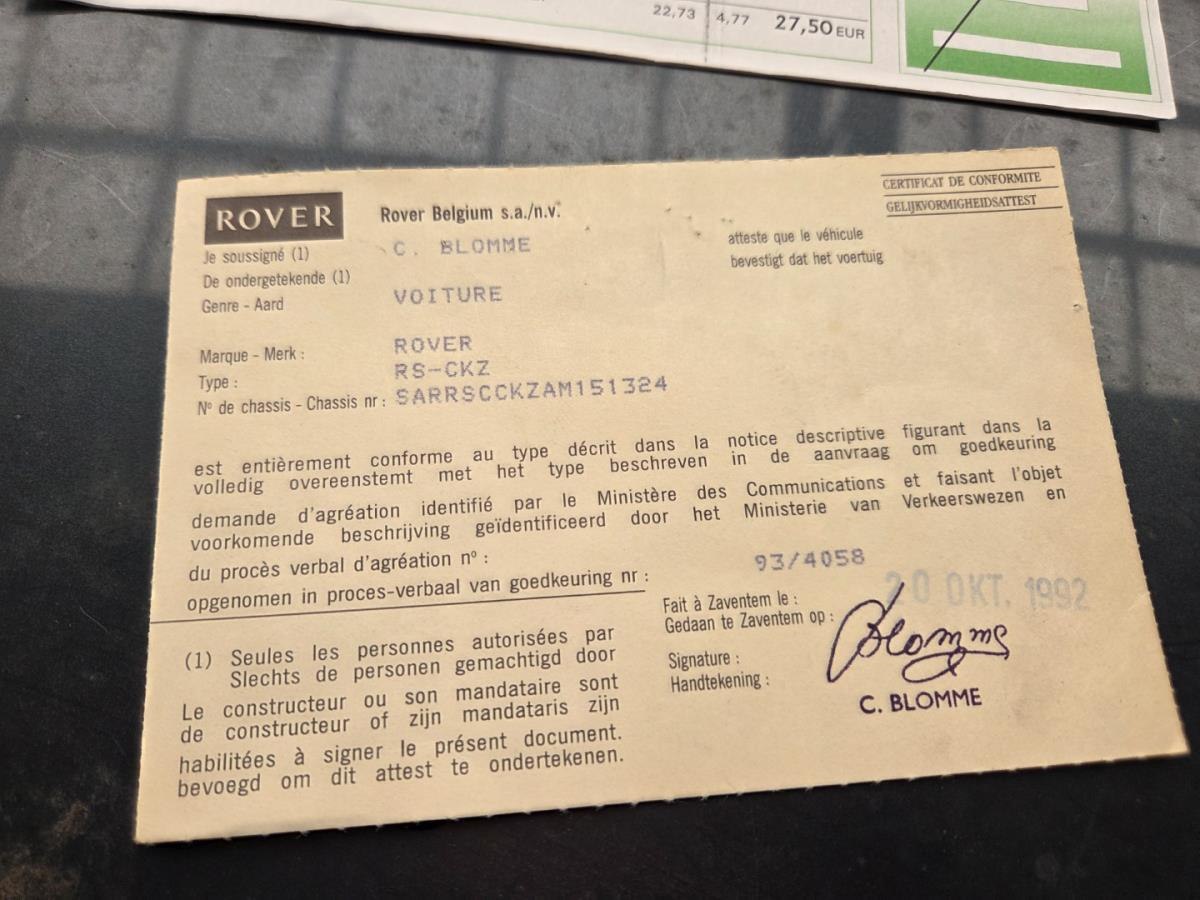 22,73 4,77 27,50 EUR
ROVER
Rover Belgium s.a./n.v.
CERTIFICAT DE CONFORMITE
GELIJKVORMIGHEIDSATTEST
Je soussigné (1)
C. BLOMME
atteste que le véhicule
De ondergetekende (1)
bevestigt dat het voertuig
Genre - Aard
VOITURE
Marque - Merk :
ROVER
Type :
RS-CKZ
Nº de chassis - Chassis nr : SARRSCCKZAM151324
est entièrement conforme au type décrit dans la notice descriptive figurant dans la
volledig overeenstemt met het type beschreven in de aanvraag om goedkeuring
demande d'agréation identifié par le Ministère des Communications et faisant l'objet
voorkomende beschrijving geïdentificeerd door het Ministerie van Verkeerswezen en
du procès verbal d'agréation nº :
93/4058
opgenomen in proces-verbaal van goedkeuring nr :
20 OKT. 1992
Fait à Zaventem le :
Gedaan te Zaventem op :
Signature :
Handtekening :
Blomme
C. BLOMME
(1) Seules les personnes autorisées par
Slechts de personen gemachtigd door
Le constructeur ou son mandataire sont
de constructeur of zijn mandataris zijn
habilitées à signer le présent document.
bevoegd om dit attest te ondertekenen.